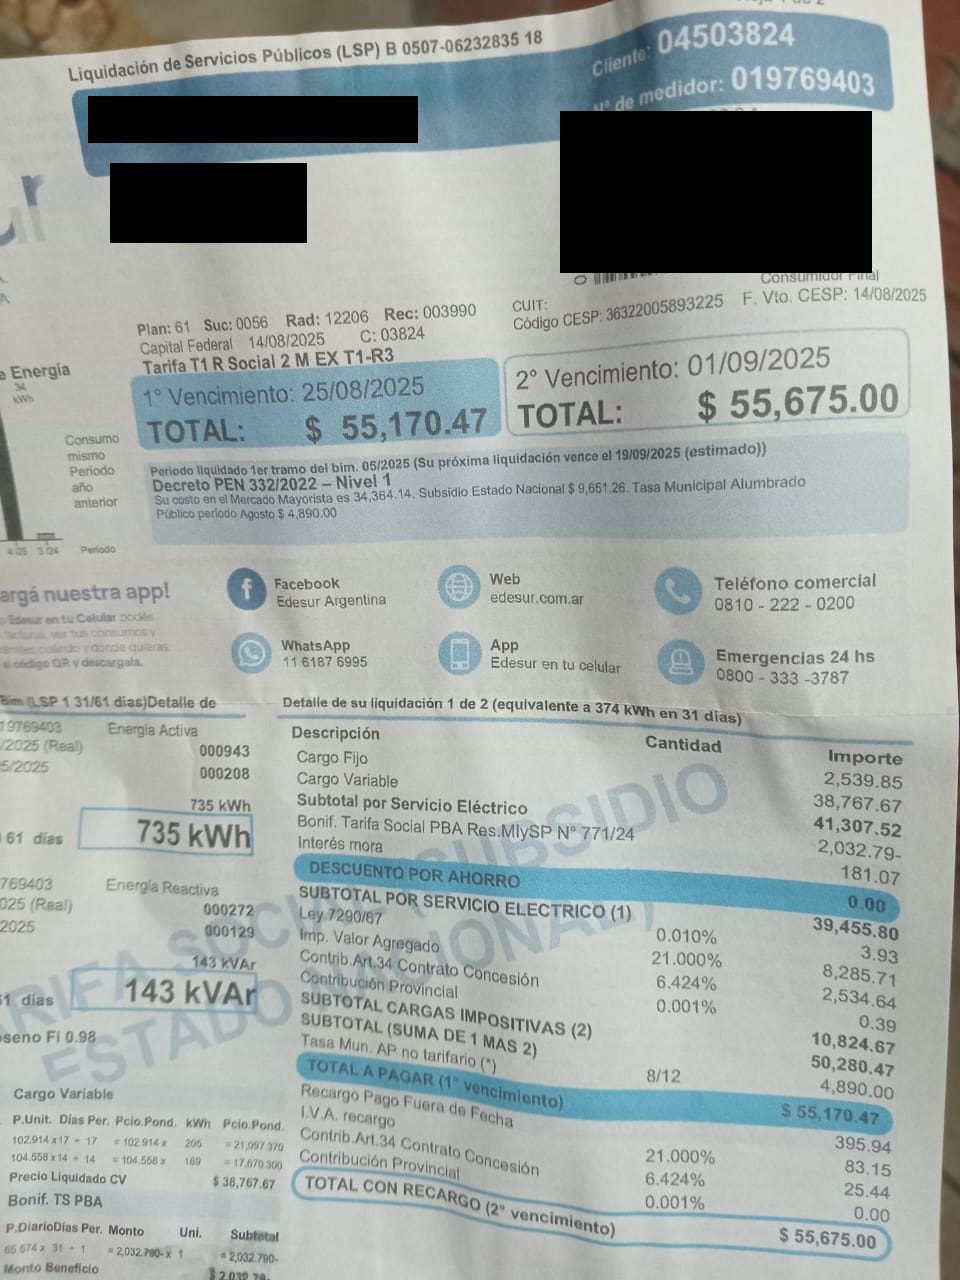 Liquidación de Servicios Públicos (LSP) B 0507-06232835 18
Cliente: 04503824
N° de medidor: 019769403
Consumidor Final
CUIT:
Código CESP: 36322005893225 F. Vto. CESP: 14/08/2025
Plan: 61 Suc: 0056 Rad: 12206 Rec: 003990
Capital Federal 14/08/2025 C: 03824
Tarifa T1 R Social 2 M EX T1-R3
1° Vencimiento: 25/08/2025
TOTAL: $ 55,170.47
2° Vencimiento: 01/09/2025
TOTAL: $ 55,675.00
e Energía
34
kWh
Consumo
mismo
Periodo
año
anterior
4/25 3/24 Período
Periodo liquidado 1er tramo del bim. 05/2025 (Su próxima liquidación vence el 19/09/2025 (estimado))
Decreto PEN 332/2022 – Nivel 1
Su costo en el Mercado Mayorista es 34,364.14. Subsidio Estado Nacional $ 9,651.26. Tasa Municipal Alumbrado
Público período Agosto $ 4,890.00
argá nuestra app!
Edesur en tu Celular podés
facturas, ver tus consumos y
cuándo y dónde quieras.
el código QR y descargala.
Facebook
Edesur Argentina
Web
edesur.com.ar
Teléfono comercial
0810 - 222 - 0200
WhatsApp
11 6187 6995
App
Edesur en tu celular
Emergencias 24 hs
0800 - 333 -3787
Bim (LSP 1 31/61 días)Detalle de
19769403 Energía Activa
/2025 (Real) 000943
5/2025 000208
735 kWh
61 días 735 kWh
769403 Energía Reactiva
025 (Real) 000272
2025 000129
143 kVAr
61 días 143 kVAr
oseno Fi 0.98
Cargo Variable
P.Unit. Días Per. Pcio.Pond. kWh Pcio.Pond.
102.914 x 17 ÷ 17 = 102.914 x 205 = 21,097.370
104.558 x 14 ÷ 14 = 104.558 x 169 = 17,670.300
Precio Liquidado CV $ 38,767.67
Bonif. TS PBA
P.DiarioDías Per. Monto Uni. Subtotal
65.574 x 31 ÷ 1 = 2,032.790- x 1 = 2,032.790-
Monto Beneficio $ 2,032.79-
Detalle de su liquidación 1 de 2 (equivalente a 374 kWh en 31 días)
Descripción Cantidad Importe
Cargo Fijo 2,539.85
Cargo Variable 38,767.67
Subtotal por Servicio Eléctrico 41,307.52
Bonif. Tarifa Social PBA Res.MIySP N° 771/24 2,032.79-
Interés mora 181.07
DESCUENTO POR AHORRO 0.00
SUBTOTAL POR SERVICIO ELECTRICO (1) 39,455.80
Ley 7290/67 0.010% 3.93
Imp. Valor Agregado 21.000% 8,285.71
Contrib.Art.34 Contrato Concesión 6.424% 2,534.64
Contribución Provincial 0.001% 0.39
SUBTOTAL CARGAS IMPOSITIVAS (2) 10,824.67
SUBTOTAL (SUMA DE 1 MAS 2) 50,280.47
Tasa Mun. AP no tarifario (*) 8/12 4,890.00
TOTAL A PAGAR (1° vencimiento) $ 55,170.47
Recargo Pago Fuera de Fecha 395.94
I.V.A. recargo 21.000% 83.15
Contrib.Art.34 Contrato Concesión 6.424% 25.44
Contribución Provincial 0.001% 0.00
TOTAL CON RECARGO (2° vencimiento) $ 55,675.00